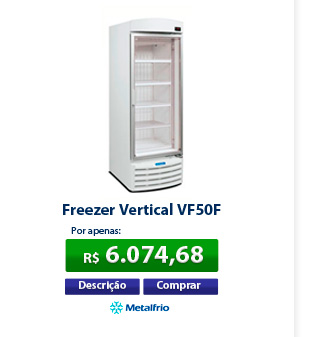 Freezer Vertical VF50F
Por apenas:
R$ 6.074,68
Descrição Comprar
Metalfrio